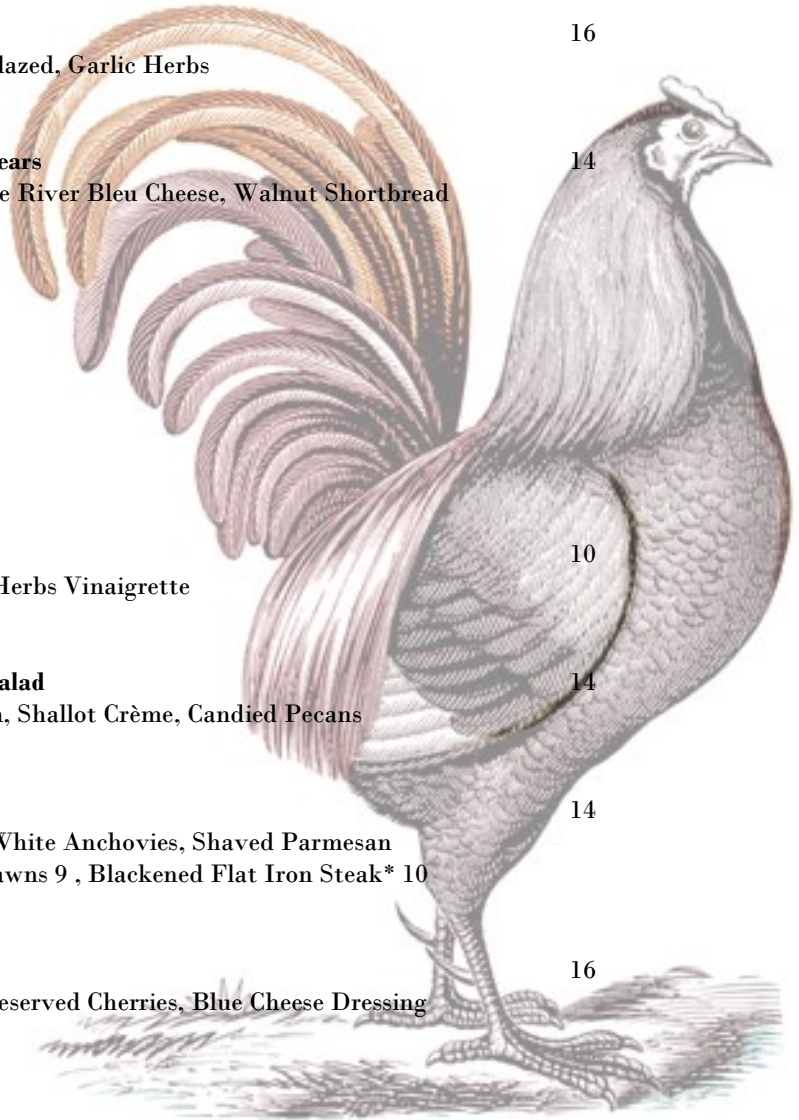 16
lazed, Garlic Herbs
ears 14
e River Bleu Cheese, Walnut Shortbread
10
Herbs Vinaigrette
alad 14
, Shallot Crème, Candied Pecans
14
White Anchovies, Shaved Parmesan
awns 9 , Blackened Flat Iron Steak* 10
16
eserved Cherries, Blue Cheese Dressing